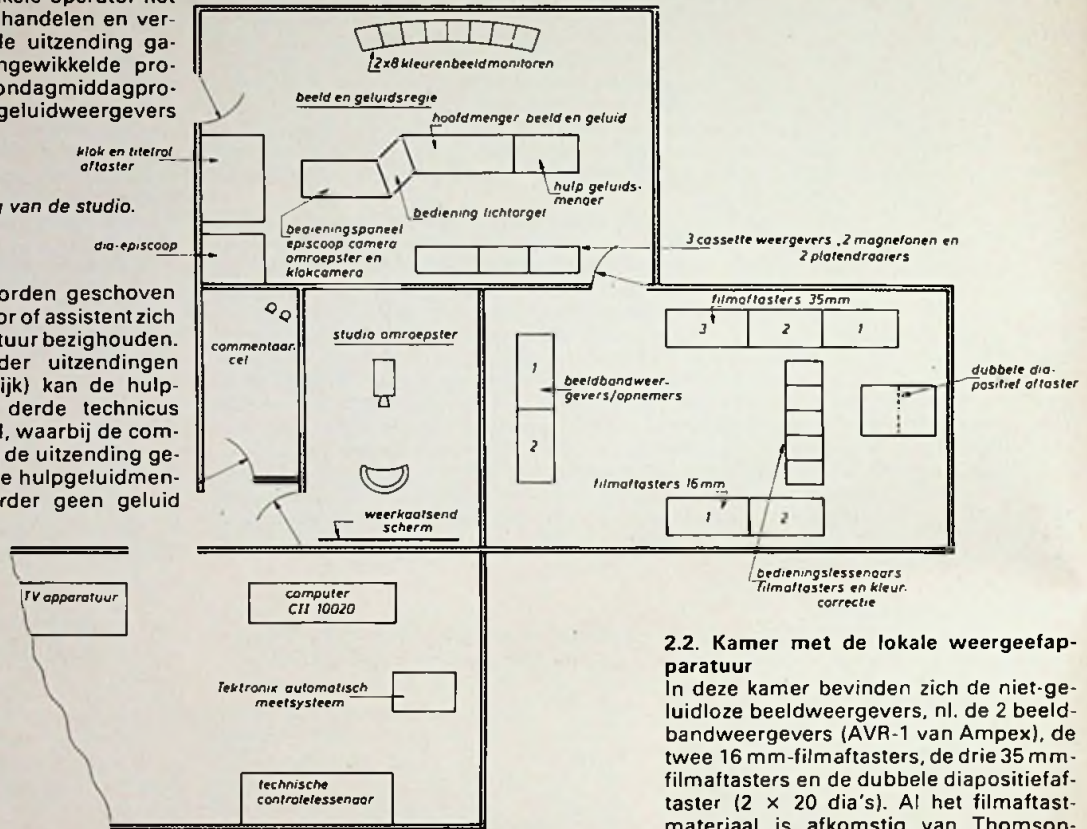 handelen en ver-
de uitzending ga-
ngewikkelde pro-
ondagmiddagpro-
geluidweergevers
van de studio.
orden geschoven
or of assistent zich
tuur bezighouden.
der uitzendingen
ijk) kan de hulp-
derde technicus
, waarbij de com-
de uitzending ge-
e hulpgeluidmen-
rder geen geluid
2x8 kleurenbeeldmonitoren
beeld en geluidsregie
hoofdmenger beeld en geluid
klok en titelrol
aftaster
hulp geluids-
menger
bediening lichtorgel
bedieningspaneel
episcoop camera
omroepster en
klokcamera
dia-episcoop
3 cassette weergevers, 2 magnefonen en
2 platendraaiers
commentaar
cel
studio omroepster
weerkaatsend
scherm
filmaftasters 35mm
3 2 1
1
beeldbandweer-
gevers/opnemers
2
dubbele dia-
positief aftaster
filmaftasters 16mm
1 2
bedieningslessenaars
filmaftasters en kleur.
correctie
TV apparatuur
computer
CII 10020
Tektronix automatisch
meetsysteem
technische
controlelessenaar
2.2. Kamer met de lokale weergeefap-
paratuur
In deze kamer bevinden zich de niet-ge-
luidloze beeldweergevers, nl. de 2 beeld-
bandweergevers (AVR-1 van Ampex), de
twee 16 mm-filmaftasters, de drie 35 mm-
filmaftasters en de dubbele diapositiefaf-
taster (2 × 20 dia's). Al het filmaftast-
materiaal is afkomstig van Thomson-